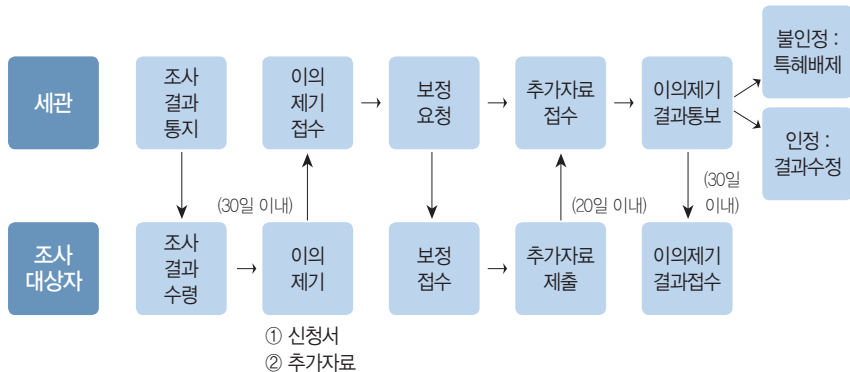 세관
조사
결과
통지
이의
제기
접수
보정
요청
추가자료
접수
이의제기
결과통보
불인정 :
특혜배제
인정 :
결과수정
(30일 이내)
(20일 이내)
(30일
이내)
조사
대상자
조사
결과
수령
이의
제기
보정
접수
추가자료
제출
이의제기
결과접수
① 신청서
② 추가자료